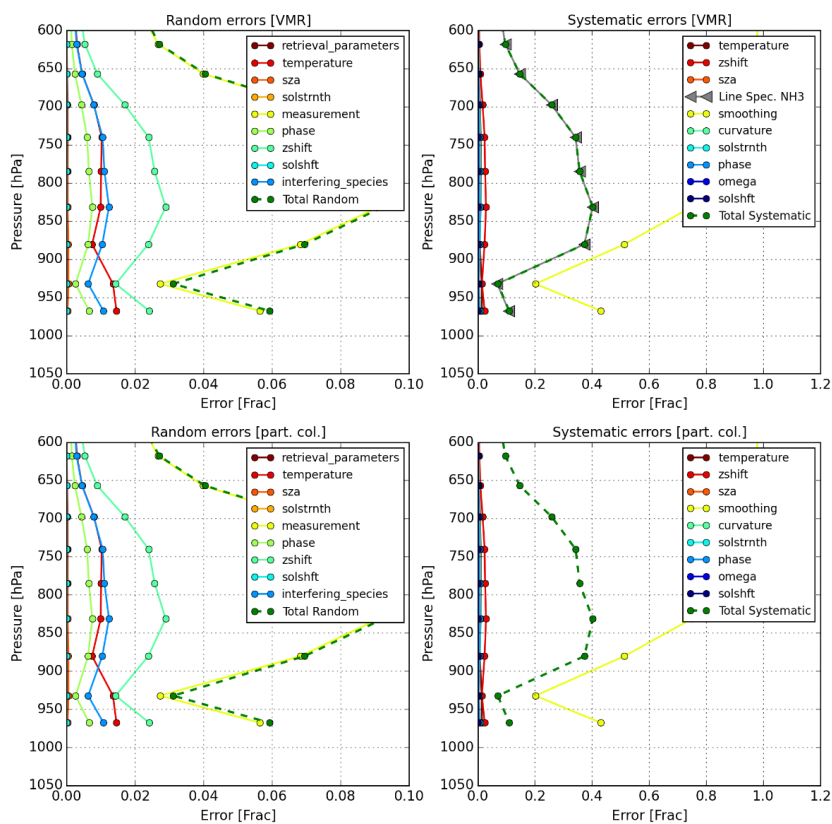 Random errors [VMR]
600
650
700
750
800
850
900
950
1000
1050
Pressure [hPa]
0.00
0.02
0.04
0.06
0.08
0.10
Error [Frac]
retrieval_parameters
temperature
sza
solstrnth
measurement
phase
zshift
solshft
interfering_species
Total Random
Systematic errors [VMR]
600
650
700
750
800
850
900
950
1000
1050
Pressure [hPa]
0.0
0.2
0.4
0.6
0.8
1.0
1.2
Error [Frac]
temperature
zshift
sza
Line Spec. NH3
smoothing
curvature
solstrnth
phase
omega
solshft
Total Systematic
Random errors [part. col.]
600
650
700
750
800
850
900
950
1000
1050
Pressure [hPa]
0.00
0.02
0.04
0.06
0.08
0.10
Error [Frac]
retrieval_parameters
temperature
sza
solstrnth
measurement
phase
zshift
solshft
interfering_species
Total Random
Systematic errors [part. col.]
600
650
700
750
800
850
900
950
1000
1050
Pressure [hPa]
0.0
0.2
0.4
0.6
0.8
1.0
1.2
Error [Frac]
temperature
zshift
sza
smoothing
curvature
solstrnth
phase
omega
solshft
Total Systematic